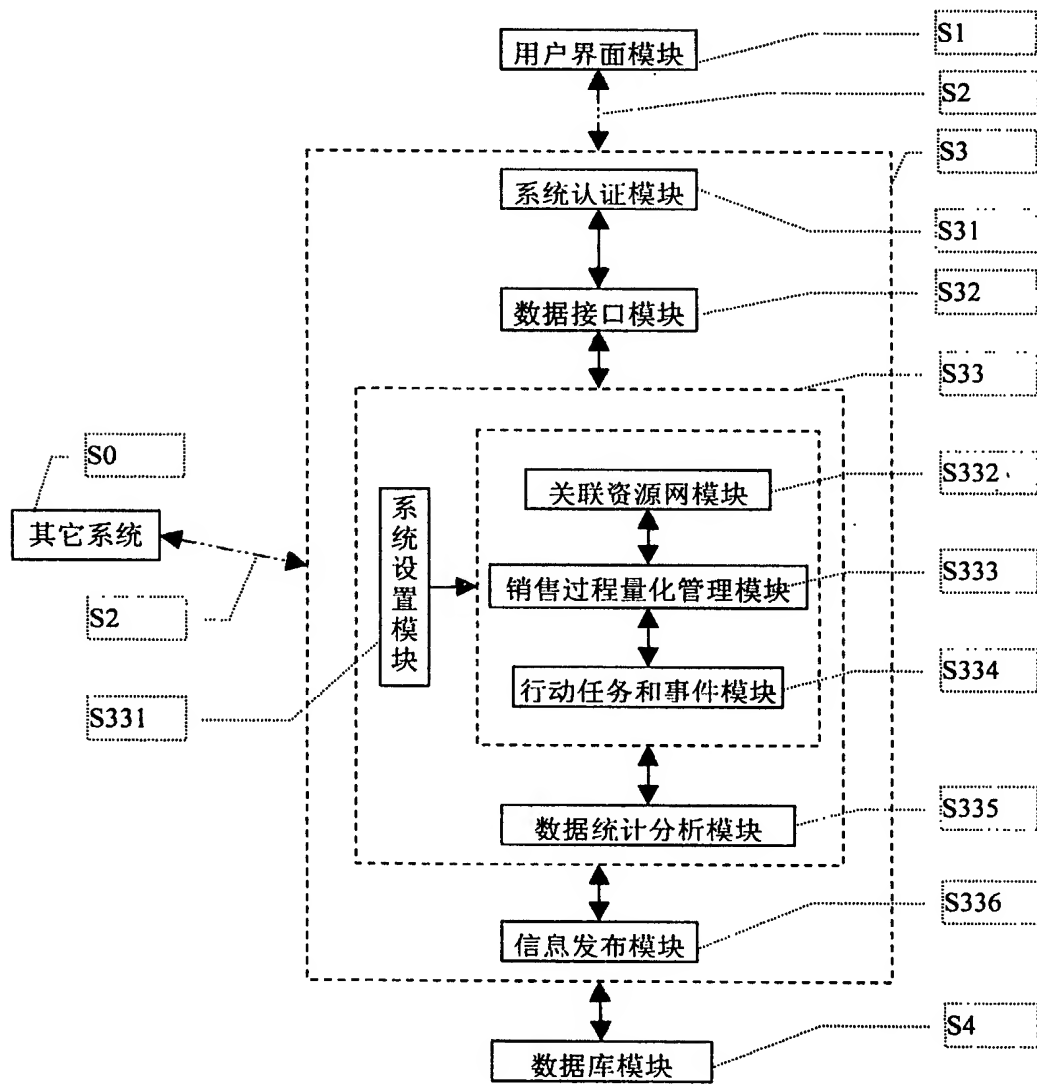 用户界面模块
S1
S2
S3
系统认证模块
S31
数据接口模块
S32
S33
S0
关联资源网模块
S332
其它系统
系统设置模块
销售过程量化管理模块
S333
S2
行动任务和事件模块
S334
S331
数据统计分析模块
S335
信息发布模块
S336
数据库模块
S4